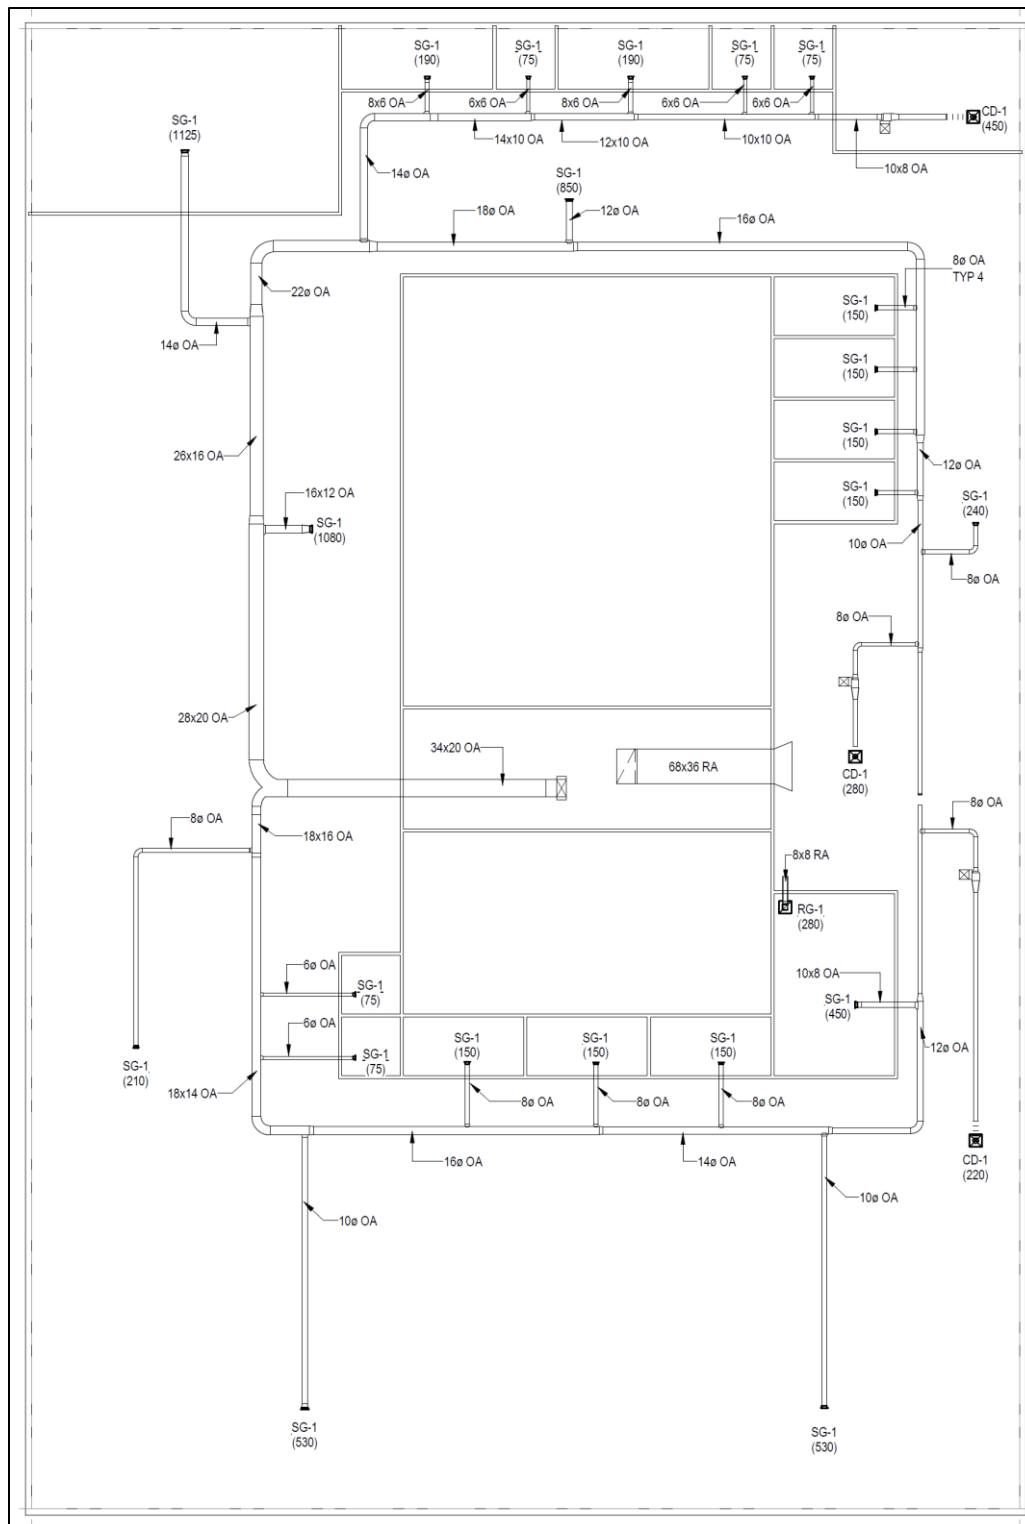 SG-1
(190)
SG-1
(75)
SG-1
(190)
SG-1
(75)
SG-1
(75)
8x6 OA
6x6 OA
8x6 OA
6x6 OA
6x6 OA
SG-1
(1125)
CD-1
(450)
14x10 OA
12x10 OA
10x10 OA
10x8 OA
14ø OA
SG-1
(850)
18ø OA
12ø OA
16ø OA
8ø OA
TYP 4
22ø OA
SG-1
(150)
14ø OA
SG-1
(150)
SG-1
(150)
26x16 OA
12ø OA
SG-1
(150)
16x12 OA
SG-1
(1080)
SG-1
(240)
10ø OA
8ø OA
8ø OA
28x20 OA
34x20 OA
68x36 RA
CD-1
(280)
8ø OA
18x16 OA
8ø OA
8x8 RA
RG-1
(280)
6ø OA
SG-1
(75)
10x8 OA
SG-1
(450)
6ø OA
SG-1
(75)
SG-1
(150)
SG-1
(150)
SG-1
(150)
12ø OA
SG-1
(210)
18x14 OA
8ø OA
8ø OA
8ø OA
16ø OA
14ø OA
CD-1
(220)
10ø OA
10ø OA
SG-1
(530)
SG-1
(530)